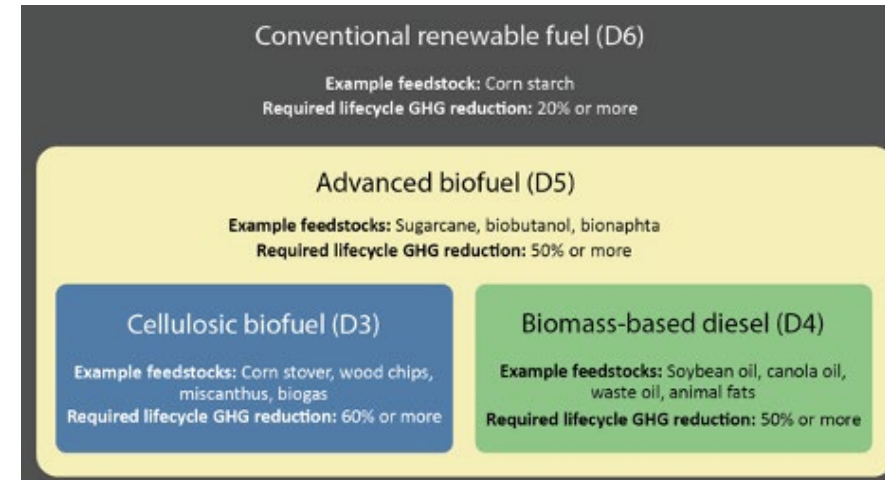 Conventional renewable fuel (D6)
Example feedstock: Corn starch
Required lifecycle GHG reduction: 20% or more
Advanced biofuel (D5)
Example feedstocks: Sugarcane, biobutanol, bionaphta
Required lifecycle GHG reduction: 50% or more
Cellulosic biofuel (D3)
Example feedstocks: Corn stover, wood chips,
miscanthus, biogas
Required lifecycle GHG reduction: 60% or more
Biomass-based diesel (D4)
Example feedstocks: Soybean oil, canola oil,
waste oil, animal fats
Required lifecycle GHG reduction: 50% or more